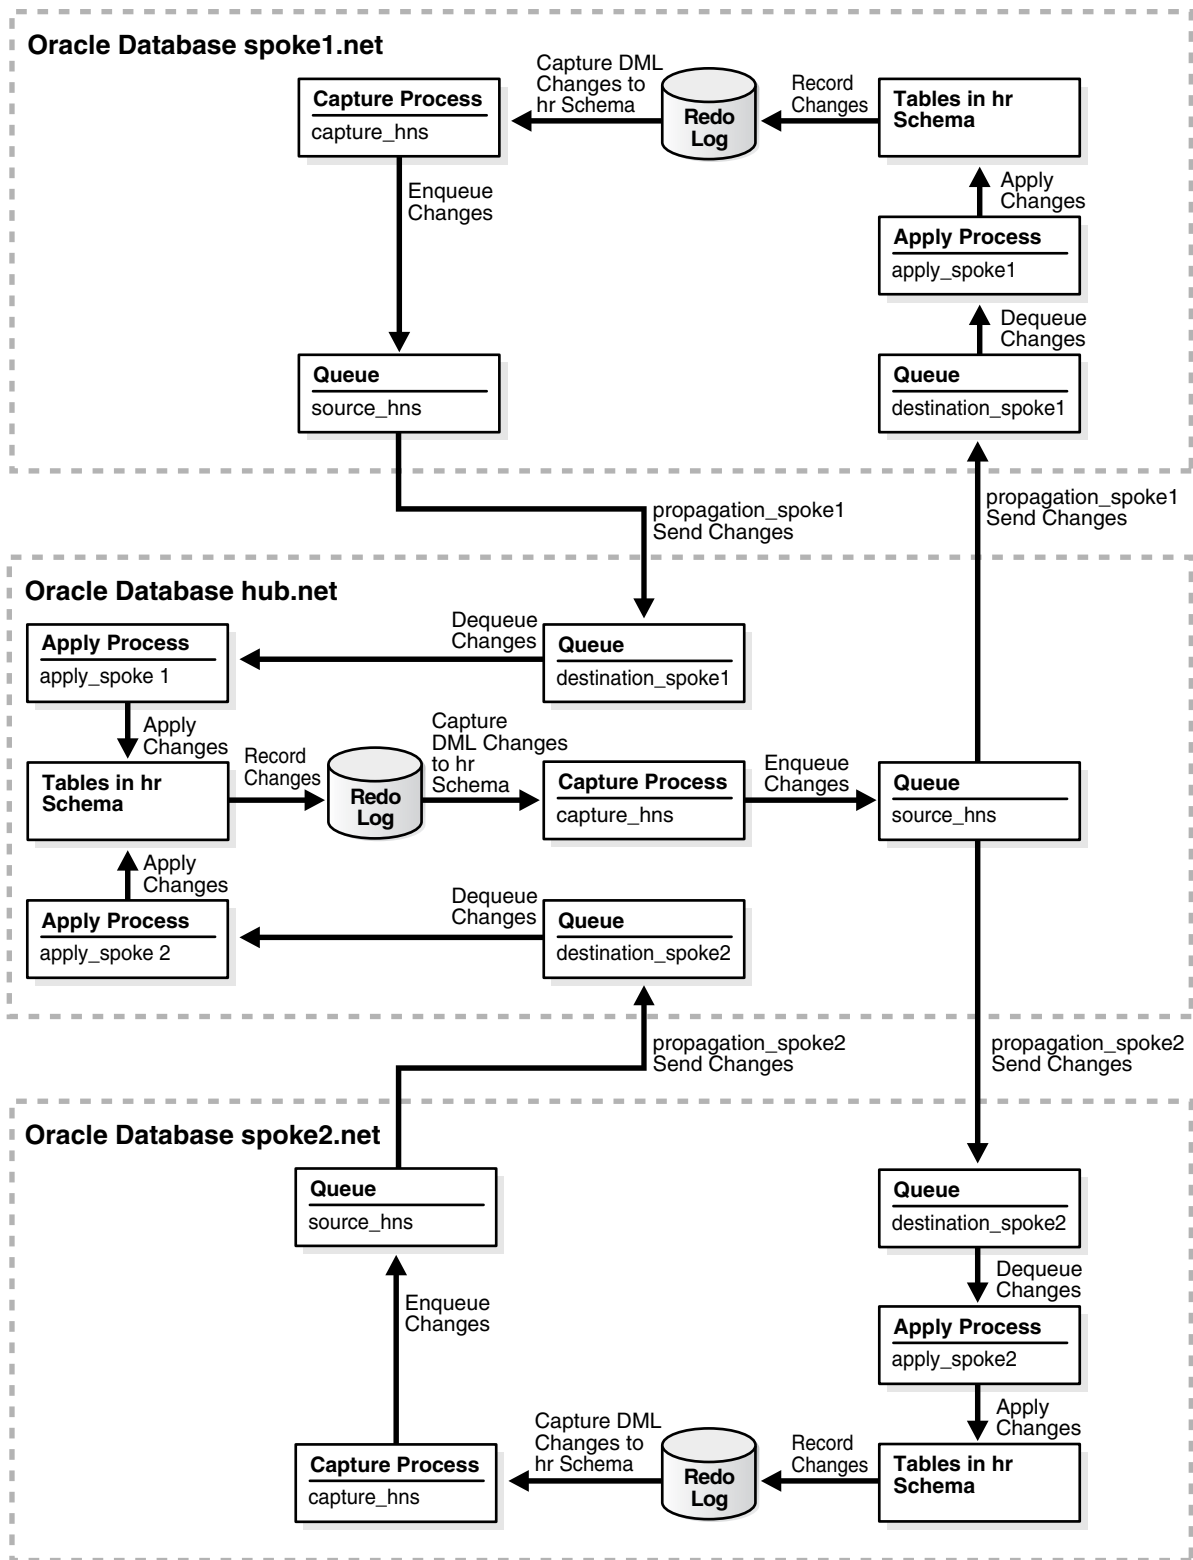 Oracle Database spoke1.net
Capture Process
capture_hns
Capture DML
Changes to
hr Schema
Redo
Log
Record
Changes
Tables in hr
Schema
Enqueue
Changes
Apply
Changes
Apply Process
apply_spoke1
Dequeue
Changes
Queue
source_hns
Queue
destination_spoke1
propagation_spoke1
Send Changes
propagation_spoke1
Send Changes
Oracle Database hub.net
Apply Process
apply_spoke 1
Dequeue
Changes
Queue
destination_spoke1
Apply
Changes
Tables in hr
Schema
Record
Changes
Redo
Log
Capture
DML Changes
to hr
Schema
Capture Process
capture_hns
Enqueue
Changes
Queue
source_hns
Apply
Changes
Apply Process
apply_spoke 2
Dequeue
Changes
Queue
destination_spoke2
propagation_spoke2
Send Changes
propagation_spoke2
Send Changes
Oracle Database spoke2.net
Queue
source_hns
Queue
destination_spoke2
Dequeue
Changes
Enqueue
Changes
Apply Process
apply_spoke2
Apply
Changes
Capture Process
capture_hns
Capture DML
Changes to
hr Schema
Redo
Log
Record
Changes
Tables in hr
Schema